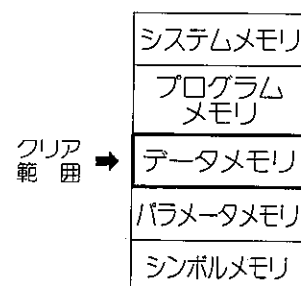 システムメモリ
プログラム
メモリ
クリア
範囲
➡
データメモリ
パラメータメモリ
シンボルメモリ